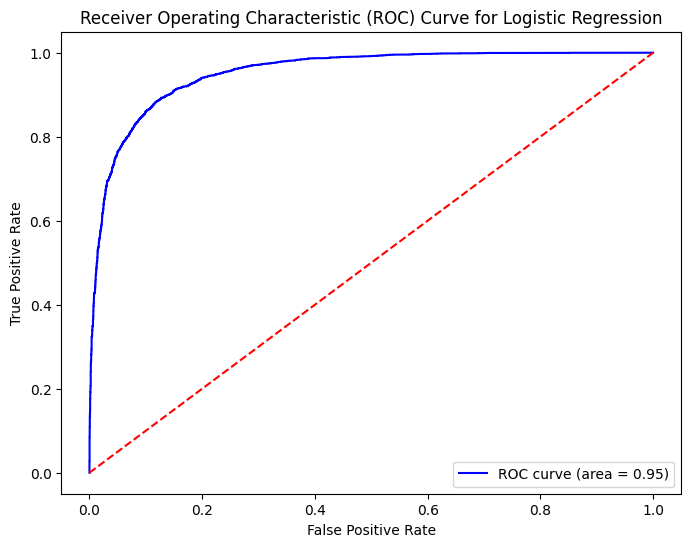 Receiver Operating Characteristic (ROC) Curve for Logistic Regression
1.0
0.8
0.6
0.4
0.2
0.0
True Positive Rate
ROC curve (area = 0.95)
0.0 0.2 0.4 0.6 0.8 1.0
False Positive Rate